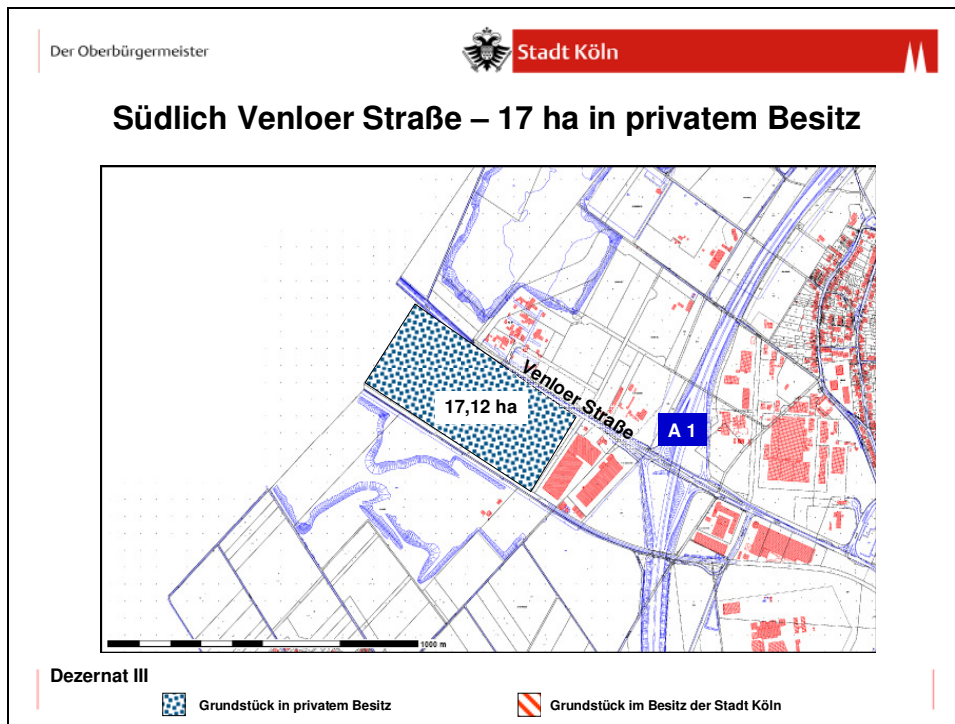 Der Oberbürgermeister
Stadt Köln
Südlich Venloer Straße – 17 ha in privatem Besitz
17,12 ha
Venloer Straße
A 1
1000 m
Dezernat III
Grundstück in privatem Besitz
Grundstück im Besitz der Stadt Köln